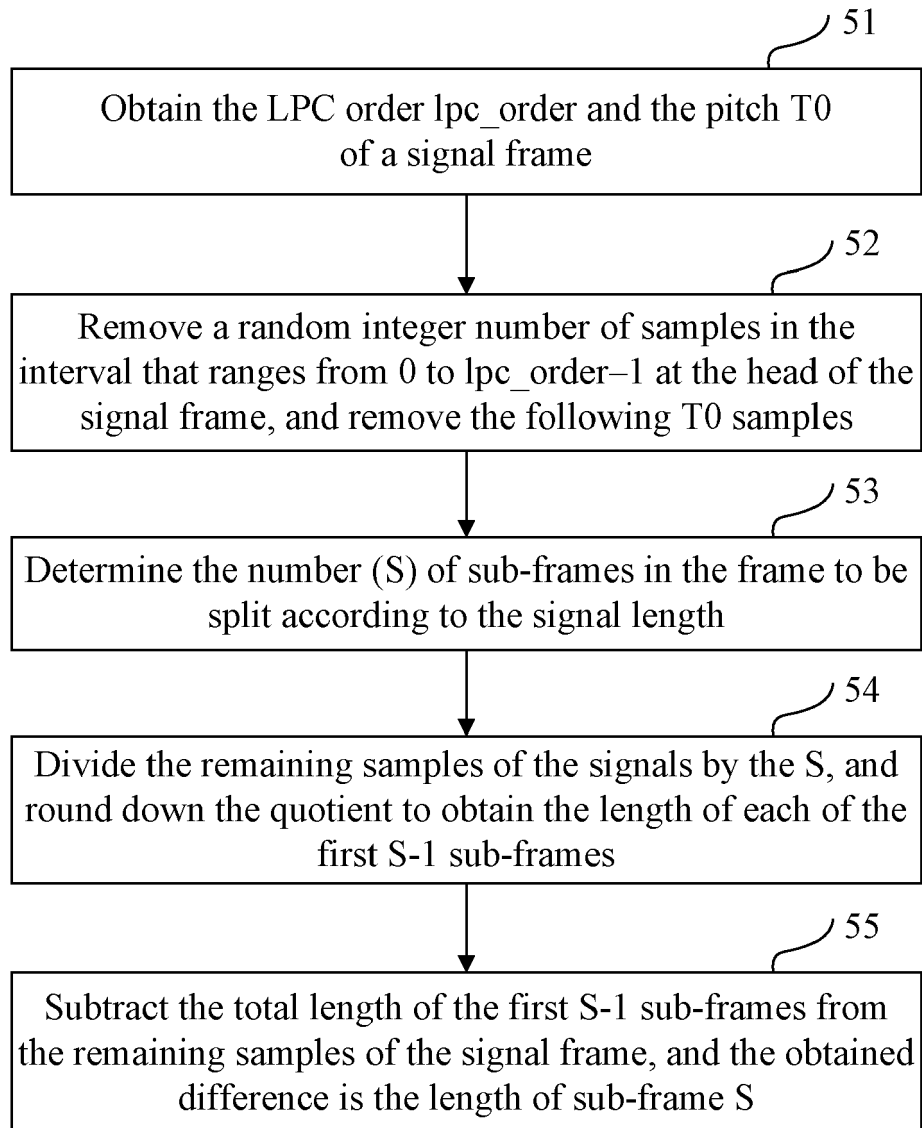 51
Obtain the LPC order lpc_order and the pitch T0
of a signal frame
52
Remove a random integer number of samples in the
interval that ranges from 0 to lpc_order–1 at the head of the
signal frame, and remove the following T0 samples
53
Determine the number (S) of sub-frames in the frame to be
split according to the signal length
54
Divide the remaining samples of the signals by the S, and
round down the quotient to obtain the length of each of the
first S-1 sub-frames
55
Subtract the total length of the first S-1 sub-frames from
the remaining samples of the signal frame, and the obtained
difference is the length of sub-frame S